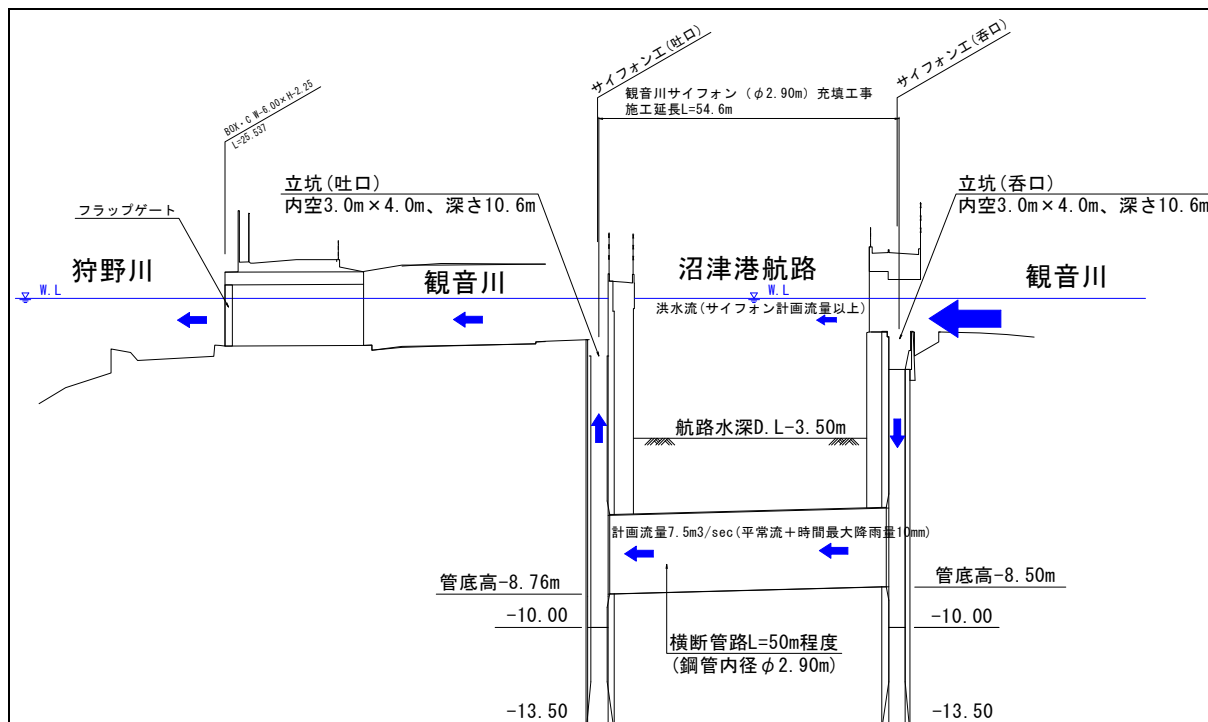 サイフォン工(吐口)
サイフォン工(呑口)
観音川サイフォン（φ2.90m）充填工事
施工延長L=54.6m
BOX・C W-6.00×H-2.25
L=25.537
立坑(吐口)
内空3.0m×4.0m、深さ10.6m
立坑(呑口)
内空3.0m×4.0m、深さ10.6m
フラップゲート
狩野川
観音川
沼津港航路
観音川
W.L
W.L
洪水流(サイフォン計画流量以上)
航路水深D.L-3.50m
計画流量7.5m3/sec(平常流＋時間最大降雨量10mm)
管底高-8.76m
管底高-8.50m
-10.00
-10.00
横断管路L=50m程度
(鋼管内径φ2.90m)
-13.50
-13.50